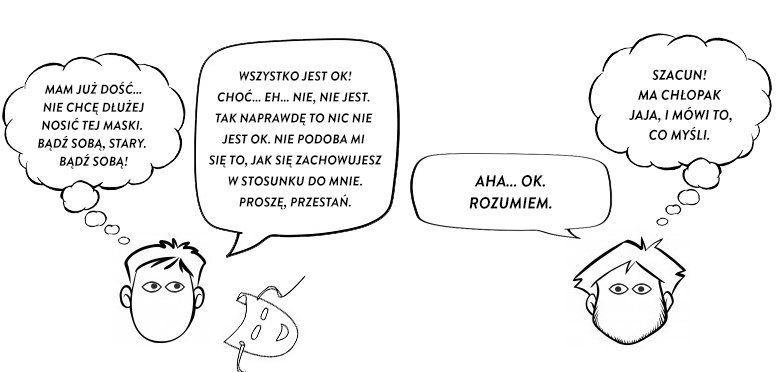 MAM JUŻ DOŚĆ...
NIE CHCĘ DŁUŻEJ
NOSIĆ TEJ MASKI.
BĄDŹ SOBĄ, STARY.
BĄDŹ SOBĄ!
WSZYSTKO JEST OK!
CHOĆ... EH... NIE, NIE JEST.
TAK NAPRAWDĘ TO NIC NIE
JEST OK. NIE PODOBA MI
SIĘ TO, JAK SIĘ ZACHOWUJESZ
W STOSUNKU DO MNIE.
PROSZĘ, PRZESTAŃ.
AHA... OK.
ROZUMIEM.
SZACUN!
MA CHŁOPAK
JAJA, I MÓWI TO,
CO MYŚLI.